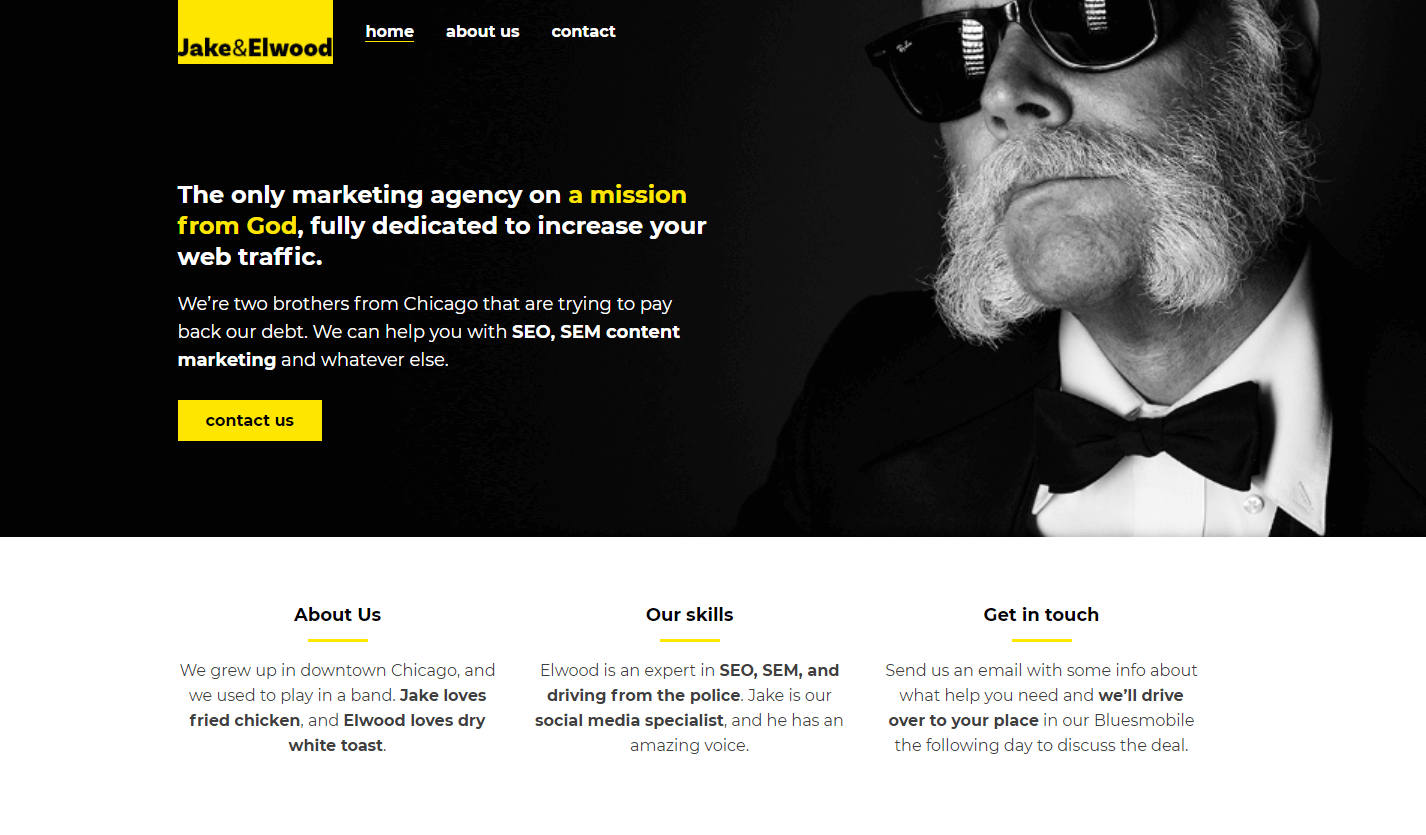 Jake&Elwood
home about us contact
Ray-Ban
The only marketing agency on a mission
from God, fully dedicated to increase your
web traffic.
We’re two brothers from Chicago that are trying to pay
back our debt. We can help you with SEO, SEM content
marketing and whatever else.
contact us
About Us
We grew up in downtown Chicago, and
we used to play in a band. Jake loves
fried chicken, and Elwood loves dry
white toast.
Our skills
Elwood is an expert in SEO, SEM, and
driving from the police. Jake is our
social media specialist, and he has an
amazing voice.
Get in touch
Send us an email with some info about
what help you need and we’ll drive
over to your place in our Bluesmobile
the following day to discuss the deal.